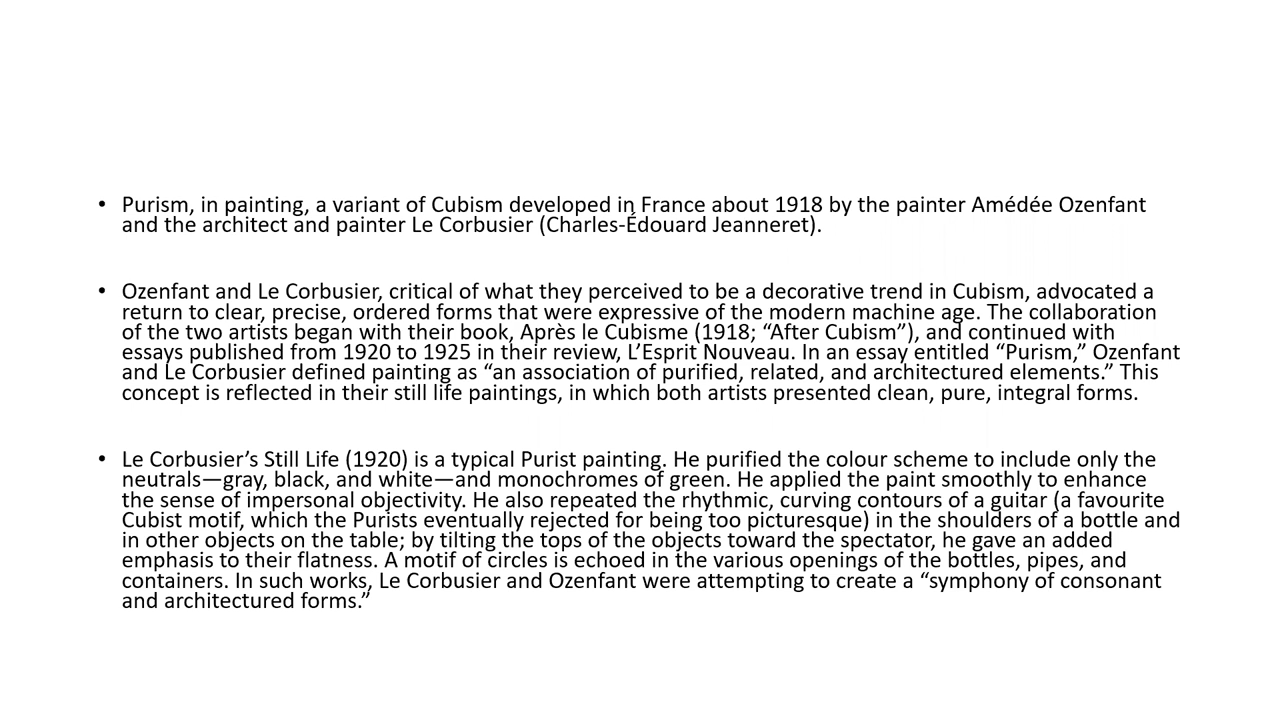 • Purism, in painting, a variant of Cubism developed in France about 1918 by the painter Amédée Ozenfant
and the architect and painter Le Corbusier (Charles-Édouard Jeanneret).
• Ozenfant and Le Corbusier, critical of what they perceived to be a decorative trend in Cubism, advocated a
return to clear, precise, ordered forms that were expressive of the modern machine age. The collaboration
of the two artists began with their book, Après le Cubisme (1918; “After Cubism”), and continued with
essays published from 1920 to 1925 in their review, L’Esprit Nouveau. In an essay entitled “Purism,” Ozenfant
and Le Corbusier defined painting as “an association of purified, related, and architectured elements.” This
concept is reflected in their still life paintings, in which both artists presented clean, pure, integral forms.
• Le Corbusier’s Still Life (1920) is a typical Purist painting. He purified the colour scheme to include only the
neutrals—gray, black, and white—and monochromes of green. He applied the paint smoothly to enhance
the sense of impersonal objectivity. He also repeated the rhythmic, curving contours of a guitar (a favourite
Cubist motif, which the Purists eventually rejected for being too picturesque) in the shoulders of a bottle and
in other objects on the table; by tilting the tops of the objects toward the spectator, he gave an added
emphasis to their flatness. A motif of circles is echoed in the various openings of the bottles, pipes, and
containers. In such works, Le Corbusier and Ozenfant were attempting to create a “symphony of consonant
and architectured forms.”